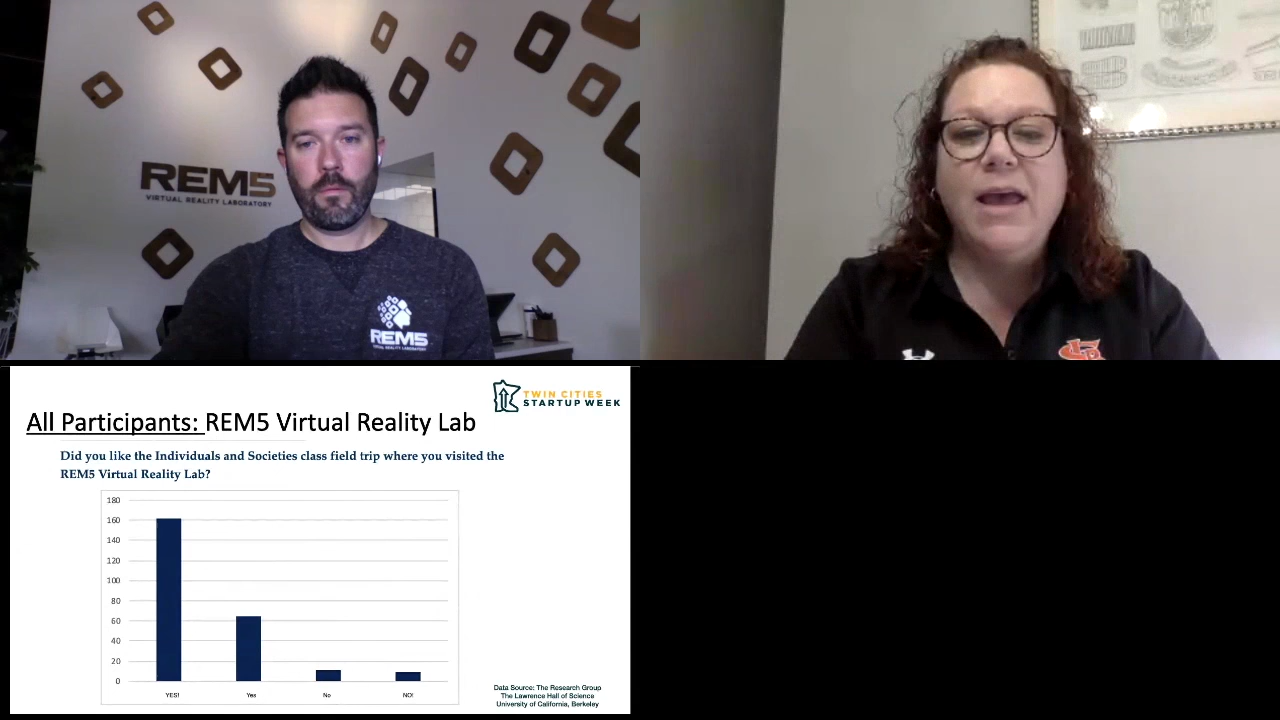 REM5
VIRTUAL REALITY LABORATORY
REM5
VIRTUAL REALITY LABORATORY
TWIN CITIES
STARTUP WEEK
All Participants: REM5 Virtual Reality Lab
Did you like the Individuals and Societies class field trip where you visited the
REM5 Virtual Reality Lab?
180
160
140
120
100
80
60
40
20
0
YES! Yes No NO!
Data Source: The Research Group
The Lawrence Hall of Science
University of California, Berkeley